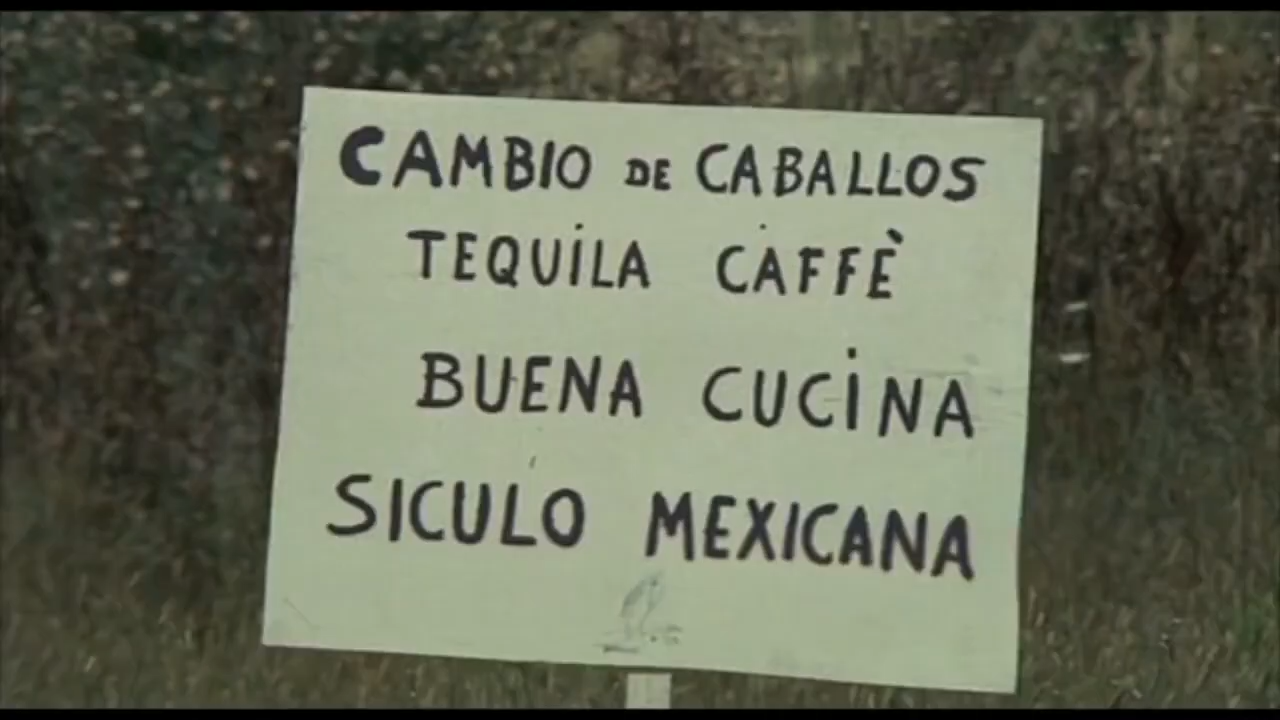 CAMBIO DE CABALLOS
TEQUILA CAFFÈ
BUENA CUCINA
SICULO MEXICANA